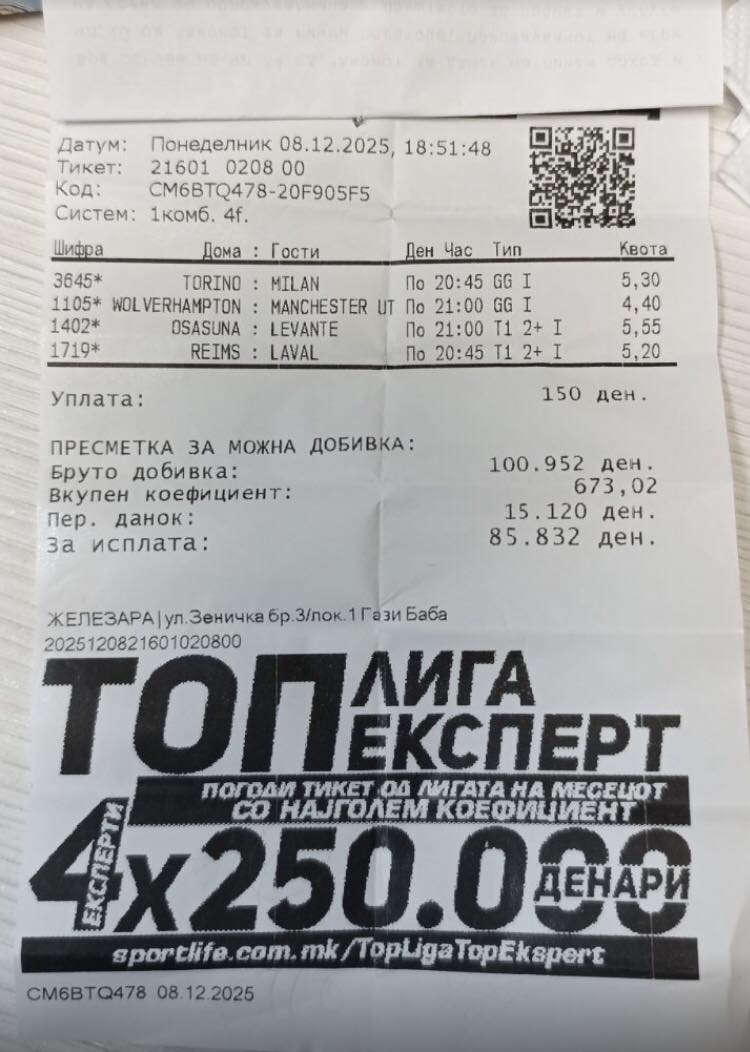 Датум: Понеделник 08.12.2025, 18:51:48
Тикет: 21601 0208 00
Код: CM6BTQ478-20F905F5
Систем: 1комб. 4f.
Шифра Дома : Гости Ден Час Тип Квота
3645* TORINO : MILAN По 20:45 GG I 5,30
1105* WOLVERHAMPTON : MANCHESTER UT По 21:00 GG I 4,40
1402* OSASUNA : LEVANTE По 21:00 T1 2+ I 5,55
1719* REIMS : LAVAL По 20:45 T1 2+ I 5,20
Уплата: 150 ден.
ПРЕСМЕТКА ЗА МОЖНА ДОБИВКА:
Бруто добивка: 100.952 ден.
Вкупен коефициент: 673,02
Пер. данок: 15.120 ден.
За исплата: 85.832 ден.
ЖЕЛЕЗАРА|ул.Зеничка бр.3/лок.1 Гази Баба
2025120821601020800
ТОП ЛИГА
ЕКСПЕРТ
ПОГОДИ ТИКЕТ ОД ЛИГАТА НА МЕСЕЦОТ
СО НАЈГОЛЕМ КОЕФИЦИЕНТ
4 ЕКСПЕРТИ x 250.000 ДЕНАРИ
sportlife.com.mk/TopLigaTopEkspert
CM6BTQ478 08.12.2025